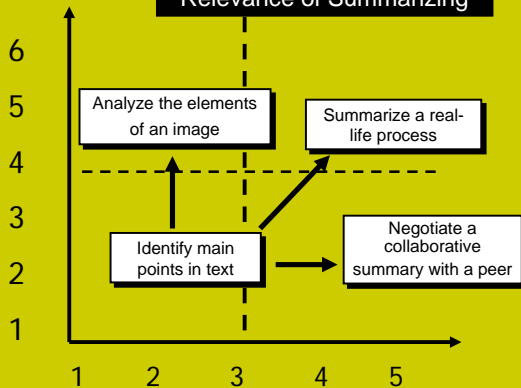 Relevance of Summarizing
6
5
4
3
2
1
Analyze the elements
of an image
Summarize a real-
life process
Identify main
points in text
Negotiate a
collaborative
summary with a peer
1 2 3 4 5